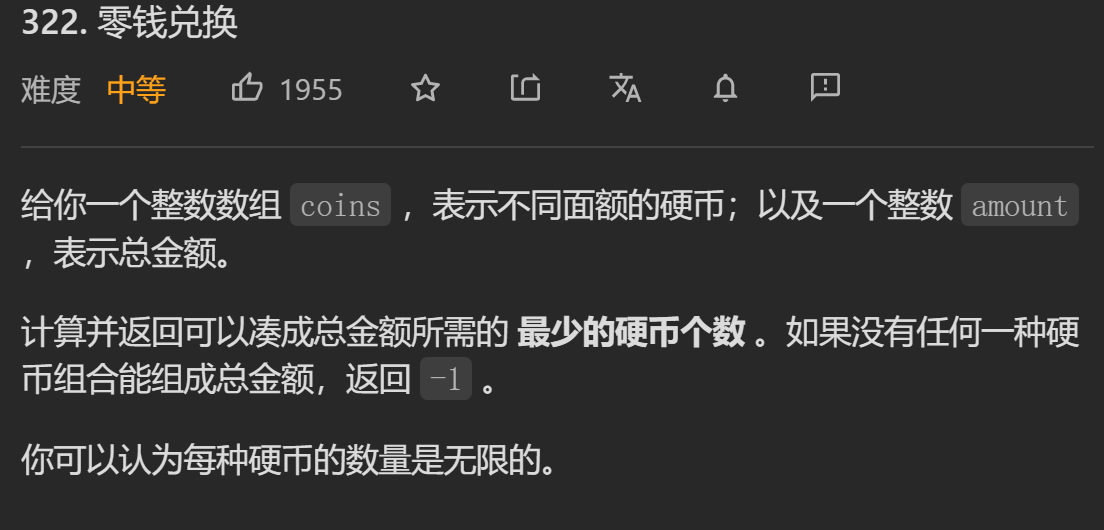 322. 零钱兑换
难度 中等 1955
给你一个整数数组 coins ，表示不同面额的硬币；以及一个整数 amount
，表示总金额。
计算并返回可以凑成总金额所需的 最少的硬币个数 。如果没有任何一种硬
币组合能组成总金额，返回 -1 。
你可以认为每种硬币的数量是无限的。